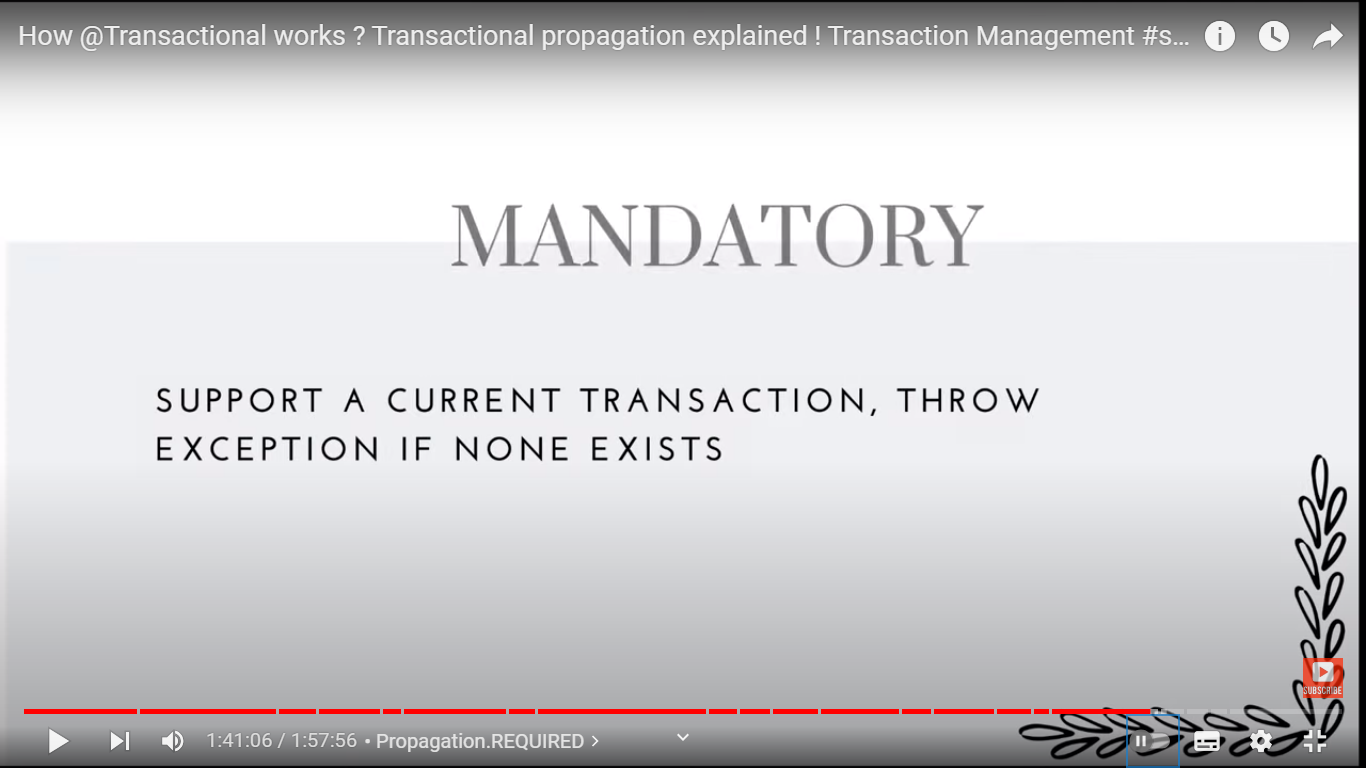 How @Transactional works ? Transactional propagation explained ! Transaction Management #s...
MANDATORY
SUPPORT A CURRENT TRANSACTION, THROW
EXCEPTION IF NONE EXISTS
SUBSCRIBE
1:41:06 / 1:57:56 • Propagation.REQUIRED